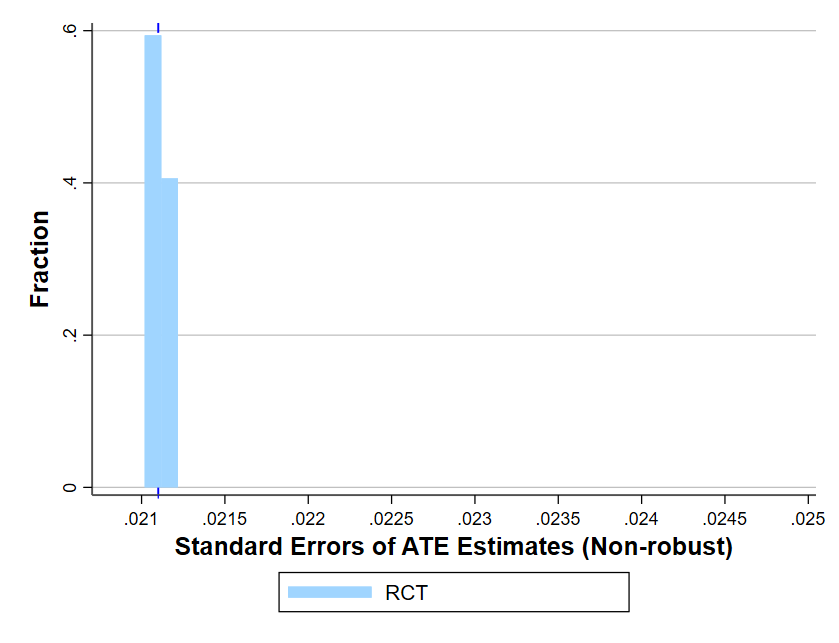 .6
.4
.2
0
Fraction
.021 .0215 .022 .0225 .023 .0235 .024 .0245 .025
Standard Errors of ATE Estimates (Non-robust)
RCT